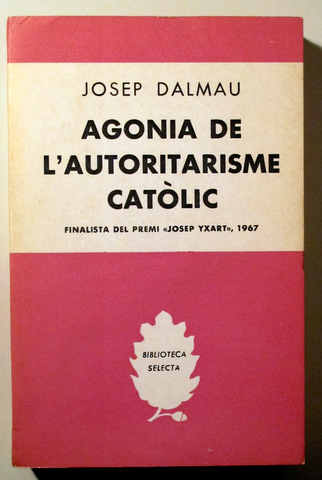 JOSEP DALMAU
AGONIA DE
L'AUTORITARISME
CATÒLIC
FINALISTA DEL PREMI «JOSEP YXART», 1967
BIBLIOTECA
SELECTA